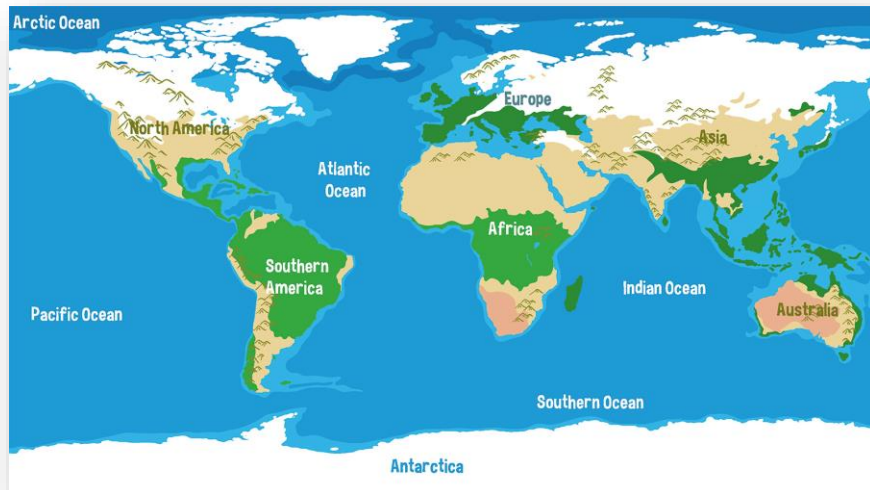 Arctic Ocean
Europe
North America
Asia
Atlantic
Ocean
Africa
Southern
America
Indian Ocean
Pacific Ocean
Australia
Southern Ocean
Antarctica